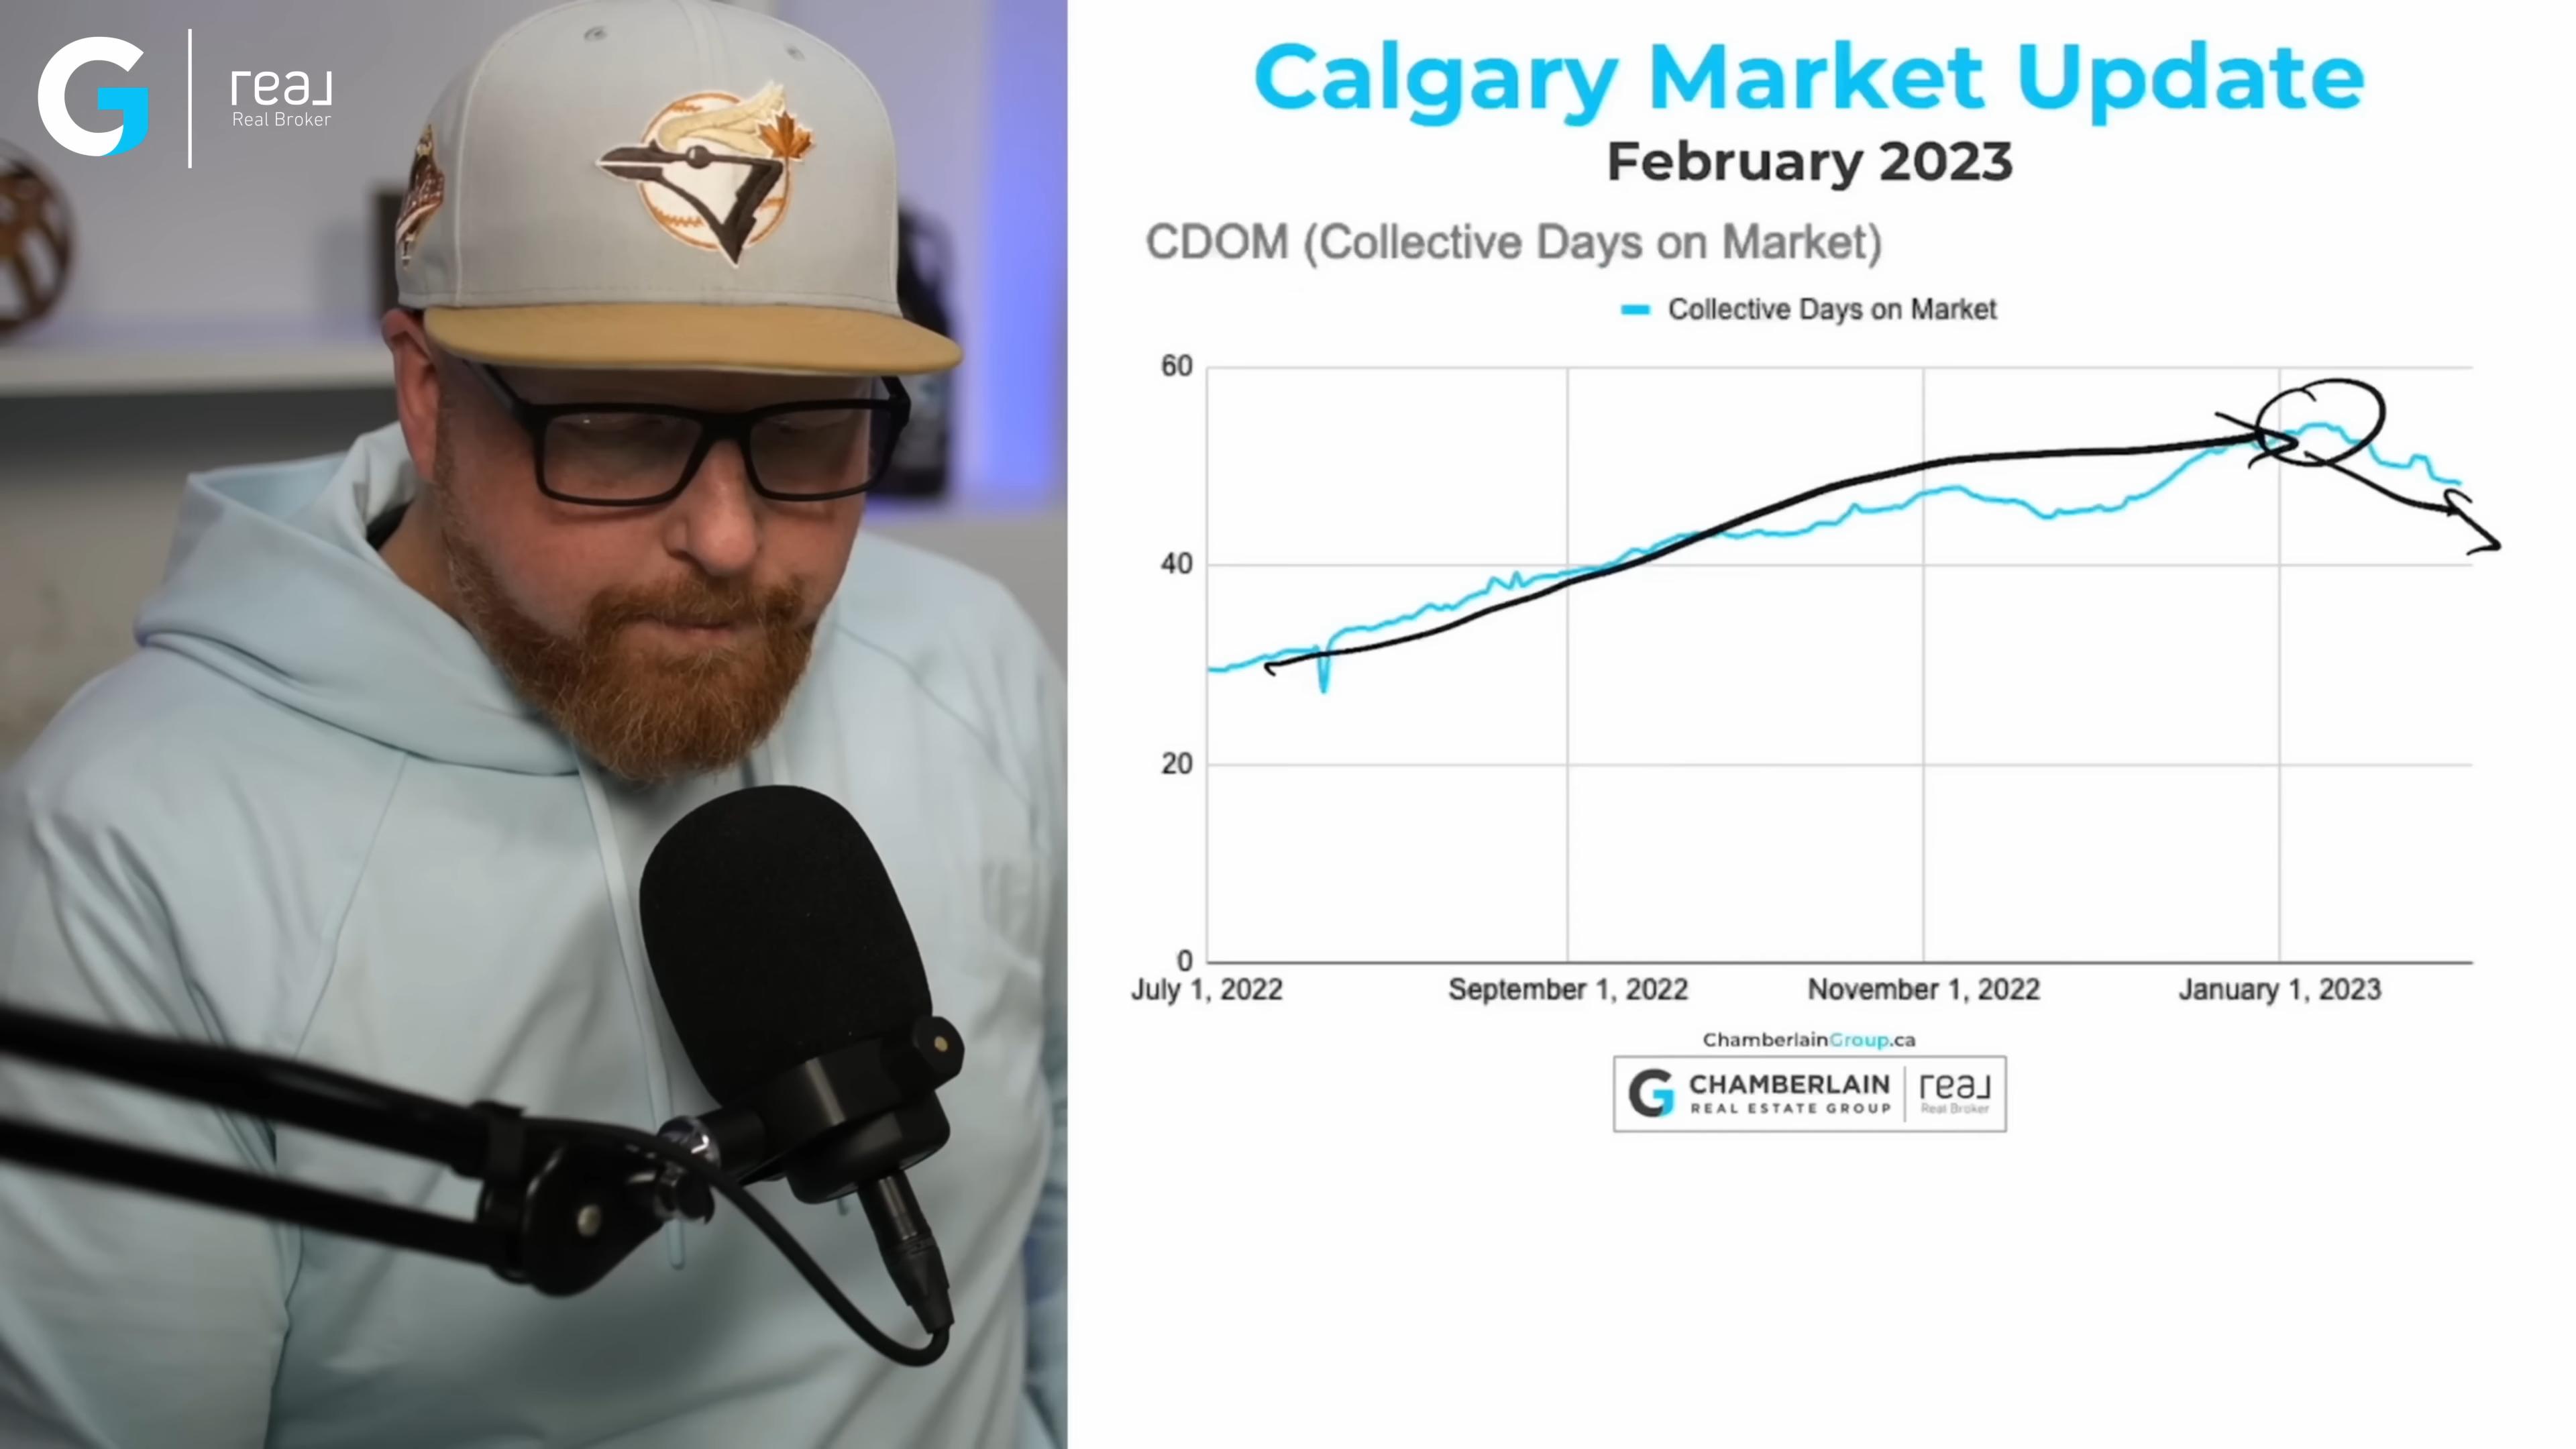 G real
Real Broker
Calgary Market Update
February 2023
CDOM (Collective Days on Market)
Collective Days on Market
60
40
20
0
July 1, 2022
September 1, 2022
November 1, 2022
January 1, 2023
ChamberlainGroup.ca
G CHAMBERLAIN
REAL ESTATE GROUP
real
Real Broker